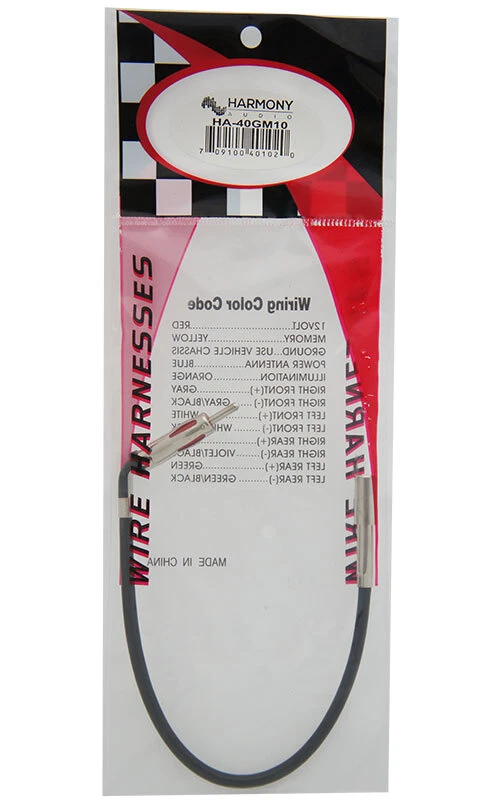 HARMONY
AUDIO
HA-40GM10
7 09100 40102 0
WIRE HARNESSES
Wiring Color Code
12VOLT....................RED
MEMORY..............YELLOW
GROUND...USE VEHICLE CHASSIS
POWER ANTENNA............BLUE
ILLUMINATION...........ORANGE
RIGHT FRONT(+)...........GRAY
RIGHT FRONT(-)....GRAY/BLACK
LEFT FRONT(+)..........WHITE
LEFT FRONT(-)
RIGHT REAR(+)
RIGHT REAR(-)......VIOLET/BLACK
LEFT REAR(+)............GREEN
LEFT REAR(-)......GREEN/BLACK
MADE IN CHINA
WIRE HARNE